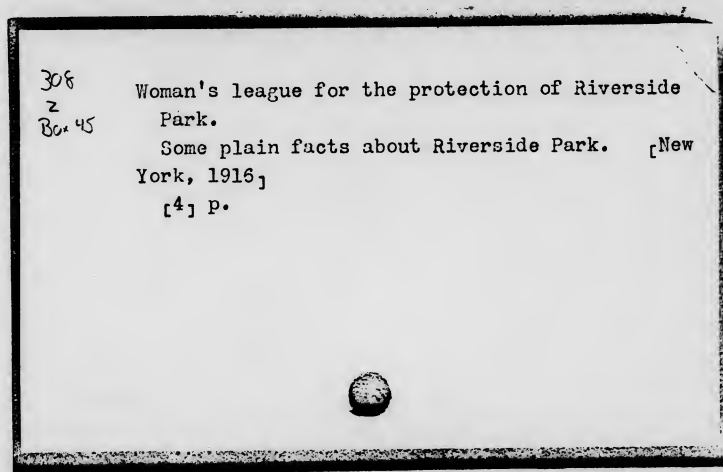 308
Z
Box 45
Woman's league for the protection of Riverside
Park.
Some plain facts about Riverside Park. [New
York, 1916]
[4] p.